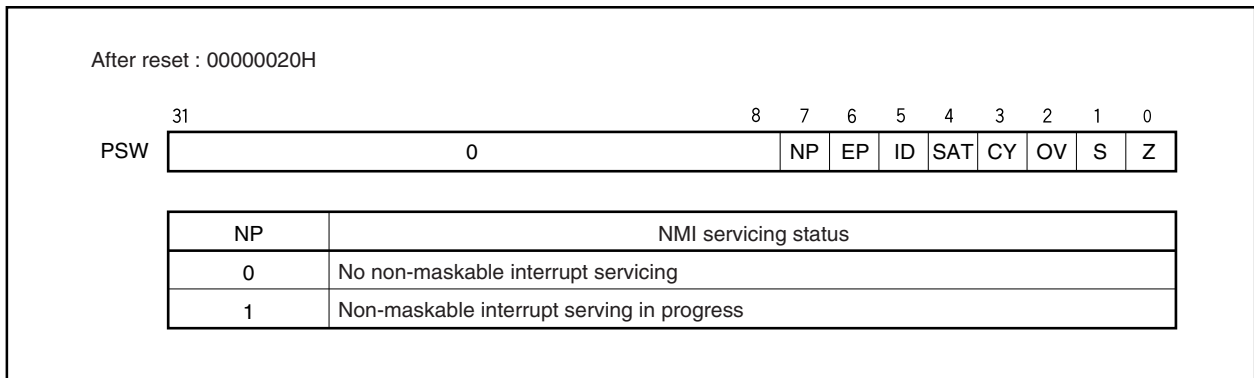 After reset : 00000020H
31 8 7 6 5 4 3 2 1 0
PSW 0 NP EP ID SAT CY OV S Z
NP NMI servicing status
0 No non-maskable interrupt servicing
1 Non-maskable interrupt serving in progress